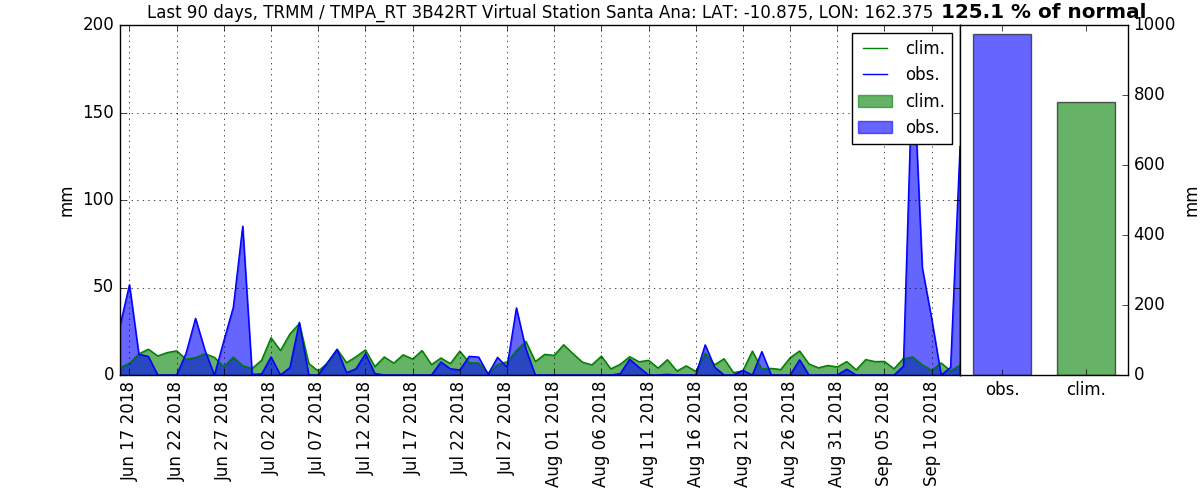 Last 90 days, TRMM / TMPA_RT 3B42RT Virtual Station Santa Ana: LAT: -10.875, LON: 162.375 125.1 % of normal
200
150
100
50
0
mm
clim.
obs.
clim.
obs.
Jun 17 2018
Jun 22 2018
Jun 27 2018
Jul 02 2018
Jul 07 2018
Jul 12 2018
Jul 17 2018
Jul 22 2018
Jul 27 2018
Aug 01 2018
Aug 06 2018
Aug 11 2018
Aug 16 2018
Aug 21 2018
Aug 26 2018
Aug 31 2018
Sep 05 2018
Sep 10 2018
1000
800
600
400
200
0
mm
obs.
clim.